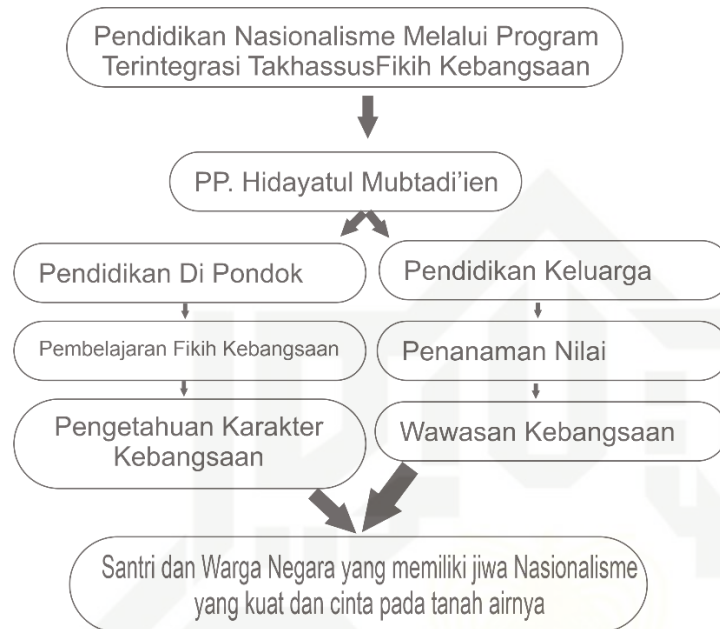 Pendidikan Nasionalisme Melalui Program
Terintegrasi TakhassusFikih Kebangsaan
PP. Hidayatul Mubtadi'ien
Pendidikan Di Pondok
Pendidikan Keluarga
Pembelajaran Fikih Kebangsaan
Penanaman Nilai
Pengetahuan Karakter
Kebangsaan
Wawasan Kebangsaan
Santri dan Warga Negara yang memiliki jiwa Nasionalisme
yang kuat dan cinta pada tanah airnya